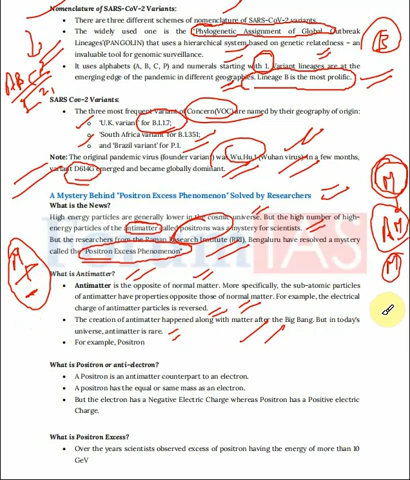 Nomenclature of SARS-CoV-2 Variants:
There are three different schemes of nomenclature of SARS-CoV-2 variants.
The widely used one is the Phylogenetic Assignment of Global Outbreak
Lineages'(PANGOLIN) that uses a hierarchical system based on genetic relatedness – an
invaluable tool for genomic surveillance.
It uses alphabets (A, B, C, P) and numerals starting with 1. Variant lineages are at the
emerging edge of the pandemic in different geographies. Lineage B is the most prolific.
SARS Cov-2 Variants:
The three most frequent variant of Concern(VOC) are named by their geography of origin:
'U.K. variant' for B.1.1.7;
'South Africa variant' for B.1.351;
and 'Brazil variant' for P.1.
Note: The original pandemic virus (founder variant) was Wu.Hu.1 (Wuhan virus). In a few months,
variant D614G emerged and became globally dominant.
A Mystery Behind "Positron Excess Phenomenon" Solved by Researchers
What is the News?
High energy particles are generally lower in the cosmic universe. But the high number of high-
energy particles of the antimatter called positrons was a mystery for scientists.
But the researchers from the Raman Research Institute (RRI), Bengaluru have resolved a mystery
called the "Positron Excess Phenomenon".
What is Antimatter?
Antimatter is the opposite of normal matter. More specifically, the sub-atomic particles
of antimatter have properties opposite those of normal matter. For example, the electrical
charge of antimatter particles is reversed.
The creation of antimatter happened along with matter after the Big Bang. But in today's
universe, antimatter is rare.
For example, Positron
What is Positron or anti-electron?
A Positron is an antimatter counterpart to an electron.
A positron has the equal or same mass as an electron.
But the electron has a Negative Electric Charge whereas Positron has a Positive electric
Charge.
What is Positron Excess?
Over the years scientists observed excess of positron having the energy of more than 10
GeV
B
A B C
M
AM
M